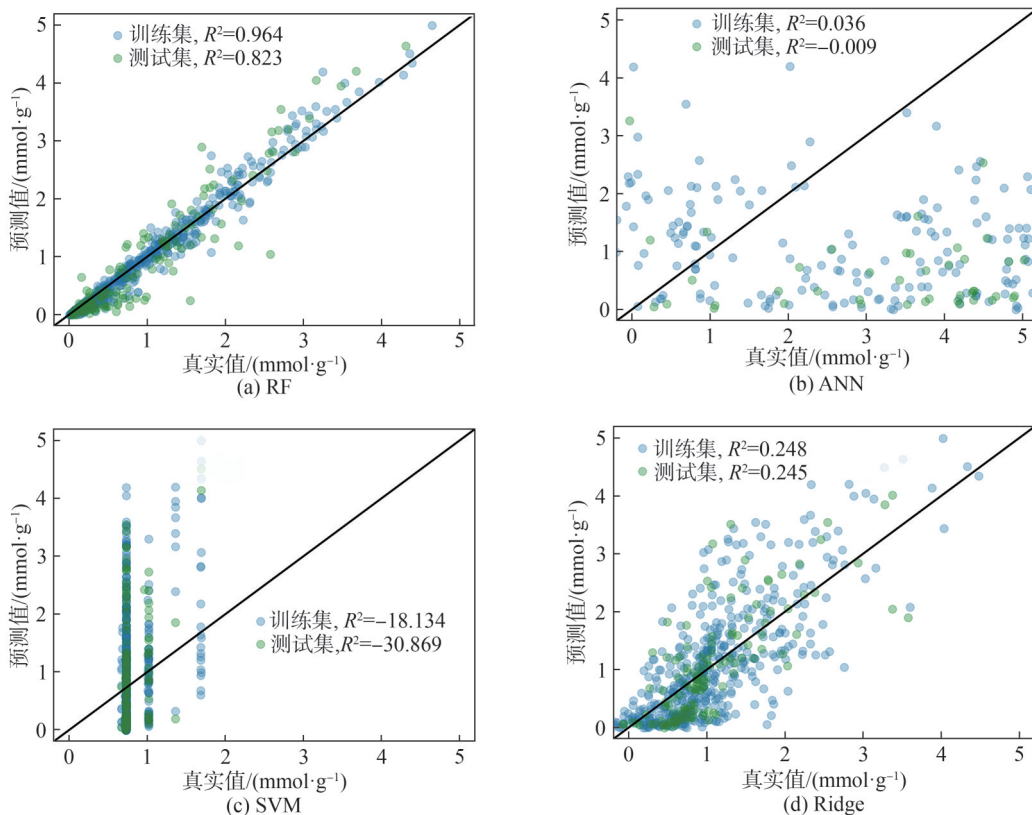 训练集, R²=0.964
测试集, R²=0.823
5
4
3
2
1
0
预测值/(mmol·g⁻¹)
0 1 2 3 4 5
真实值/(mmol·g⁻¹)
(a) RF
训练集, R²=0.036
测试集, R²=−0.009
5
4
3
2
1
0
预测值/(mmol·g⁻¹)
0 1 2 3 4 5
真实值/(mmol·g⁻¹)
(b) ANN
5
4
3
2
1
0
预测值/(mmol·g⁻¹)
训练集, R²=−18.134
测试集,R²=−30.869
0 1 2 3 4 5
真实值/(mmol·g⁻¹)
(c) SVM
训练集, R²=0.248
测试集, R²=0.245
5
4
3
2
1
0
预测值/(mmol·g⁻¹)
0 1 2 3 4 5
真实值/(mmol·g⁻¹)
(d) Ridge